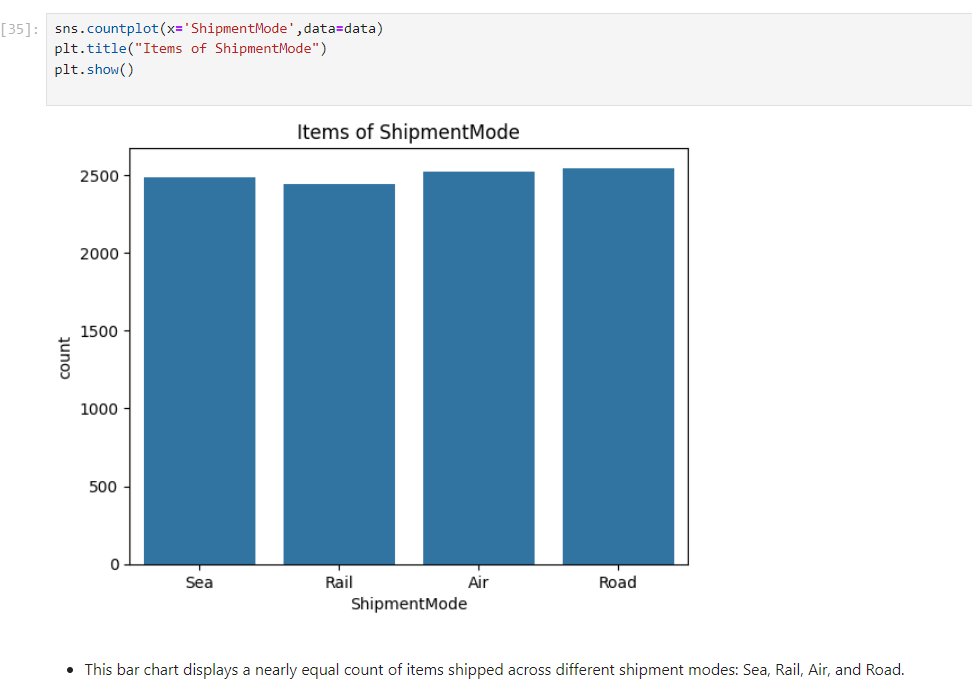 [35]: sns.countplot(x='ShipmentMode',data=data)
plt.title("Items of ShipmentMode")
plt.show()
Items of ShipmentMode
2500
2000
1500
1000
500
0
count
Sea Rail Air Road
ShipmentMode
• This bar chart displays a nearly equal count of items shipped across different shipment modes: Sea, Rail, Air, and Road.